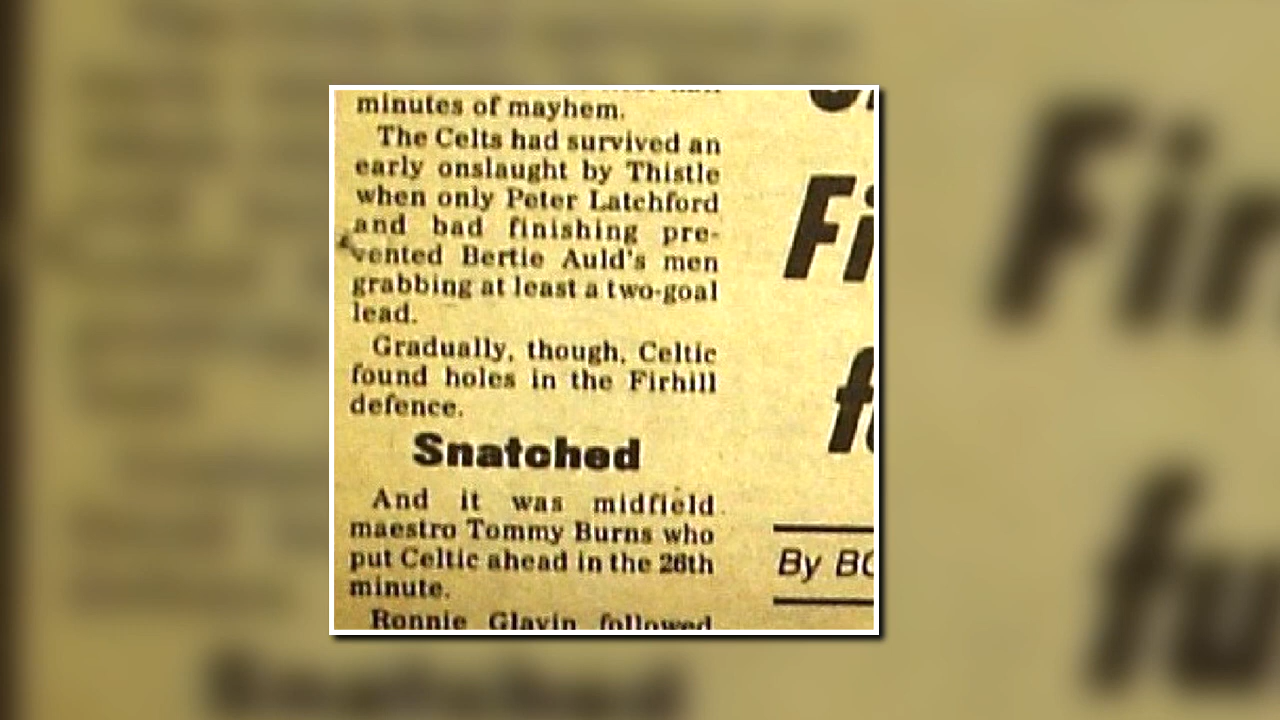 minutes of mayhem.
The Celts had survived an
early onslaught by Thistle
when only Peter Latchford
and bad finishing pre-
vented Bertie Auld's men
grabbing at least a two-goal
lead.
Gradually, though, Celtic
found holes in the Firhill
defence.
Snatched
And it was midfield
maestro Tommy Burns who
put Celtic ahead in the 26th
minute.
Ronnie Glavin followed
Fi
f
By BO